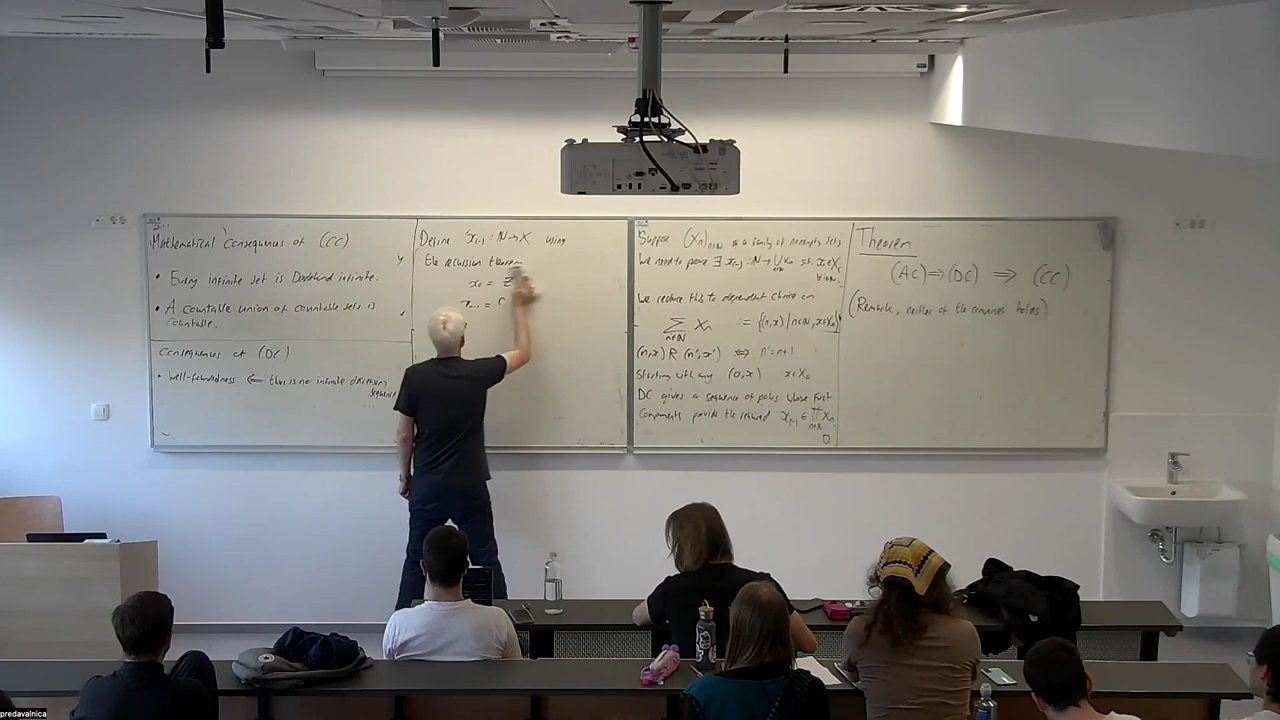 Mathematical Consequences of (CC)
• Every infinite set is Dedekind infinite.
• A countable union of countable sets is
countable.
Consequences of (DC)
• well-foundedness ⇐ there is no infinite decreasing
sequence
Define x₍₋₎ : ℕ → X using
the recursion theorem
x₀ = z
Suppose (Xₙ)ₙ∈ℕ is a family of nonempty sets
We need to prove ∃ x₍₋₎ : ℕ → ⋃ Xₙ st. xᵢ ∈ Xᵢ
n∈ℕ ∀i∈ℕ
We reduce this to dependent choice on
∑ Xₙ := {(n,x) | n∈ℕ, x∈Xₙ}
n∈ℕ
(n,x) R (n',x') ⇔ n'=n+1
Starting with any (0,x) x∈X₀
DC gives a sequence of pairs whose first
components provide the required x₍₋₎ ∈ ∏ Xₙ
n∈ℕ
Theorem
(AC) ⇒ (DC) ⇒ (CC)
(Remark, neither of the converses holds)
predavalnica